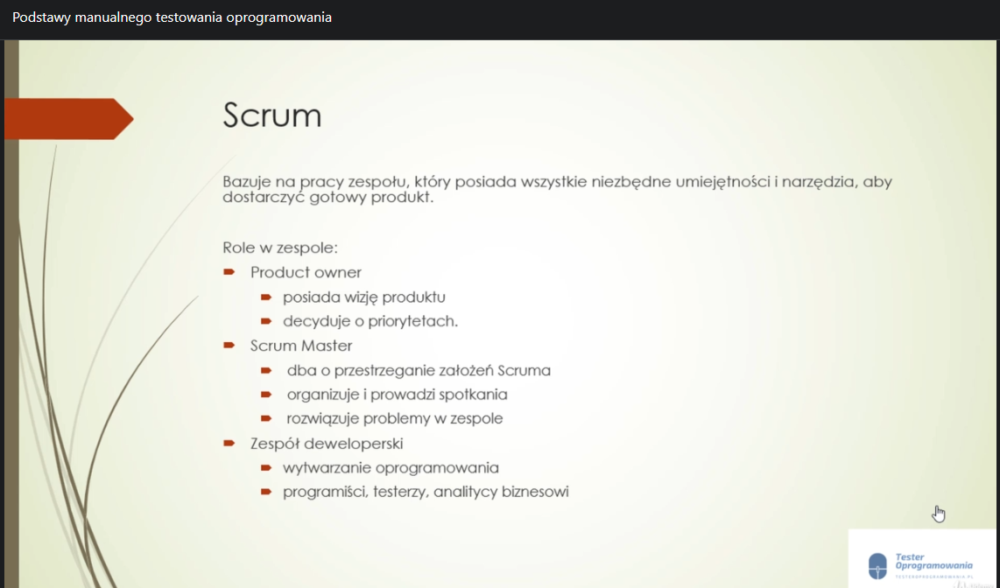 Podstawy manualnego testowania oprogramowania
Scrum
Bazuje na pracy zespołu, który posiada wszystkie niezbędne umiejętności i narzędzia, aby
dostarczyć gotowy produkt.
Role w zespole:
Product owner
posiada wizję produktu
decyduje o priorytetach.
Scrum Master
dba o przestrzeganie założeń Scruma
organizuje i prowadzi spotkania
rozwiązuje problemy w zespole
Zespół deweloperski
wytwarzanie oprogramowania
programiści, testerzy, analitycy biznesowi
Tester
Oprogramowania
TESTEROPROGRAMOWANIA.PL